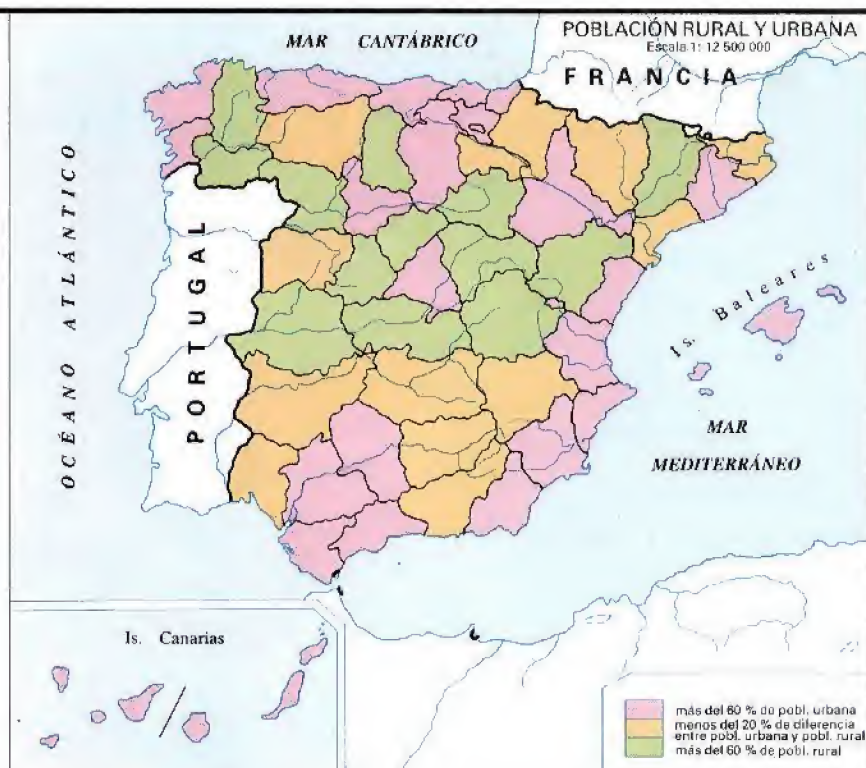 POBLACIÓN RURAL Y URBANA
Escala 1: 12 500 000
MAR CANTÁBRICO
FRANCIA
OCÉANO ATLÁNTICO
PORTUGAL
Is. Baleares
MAR
MEDITERRÁNEO
Is. Canarias
más del 60 % de pobl. urbana
menos del 20 % de diferencia
entre pobl. urbana y pobl. rural
más del 60 % de pobl. rural